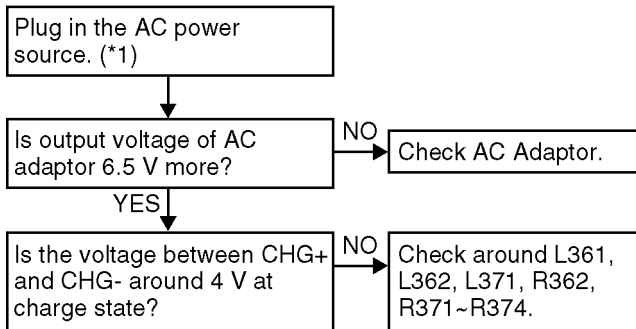 Plug in the AC power
source. (*1)
Is output voltage of AC
adaptor 6.5 V more?
NO
Check AC Adaptor.
YES
Is the voltage between CHG+
and CHG- around 4 V at
charge state?
NO
Check around L361,
L362, L371, R362,
R371~R374.